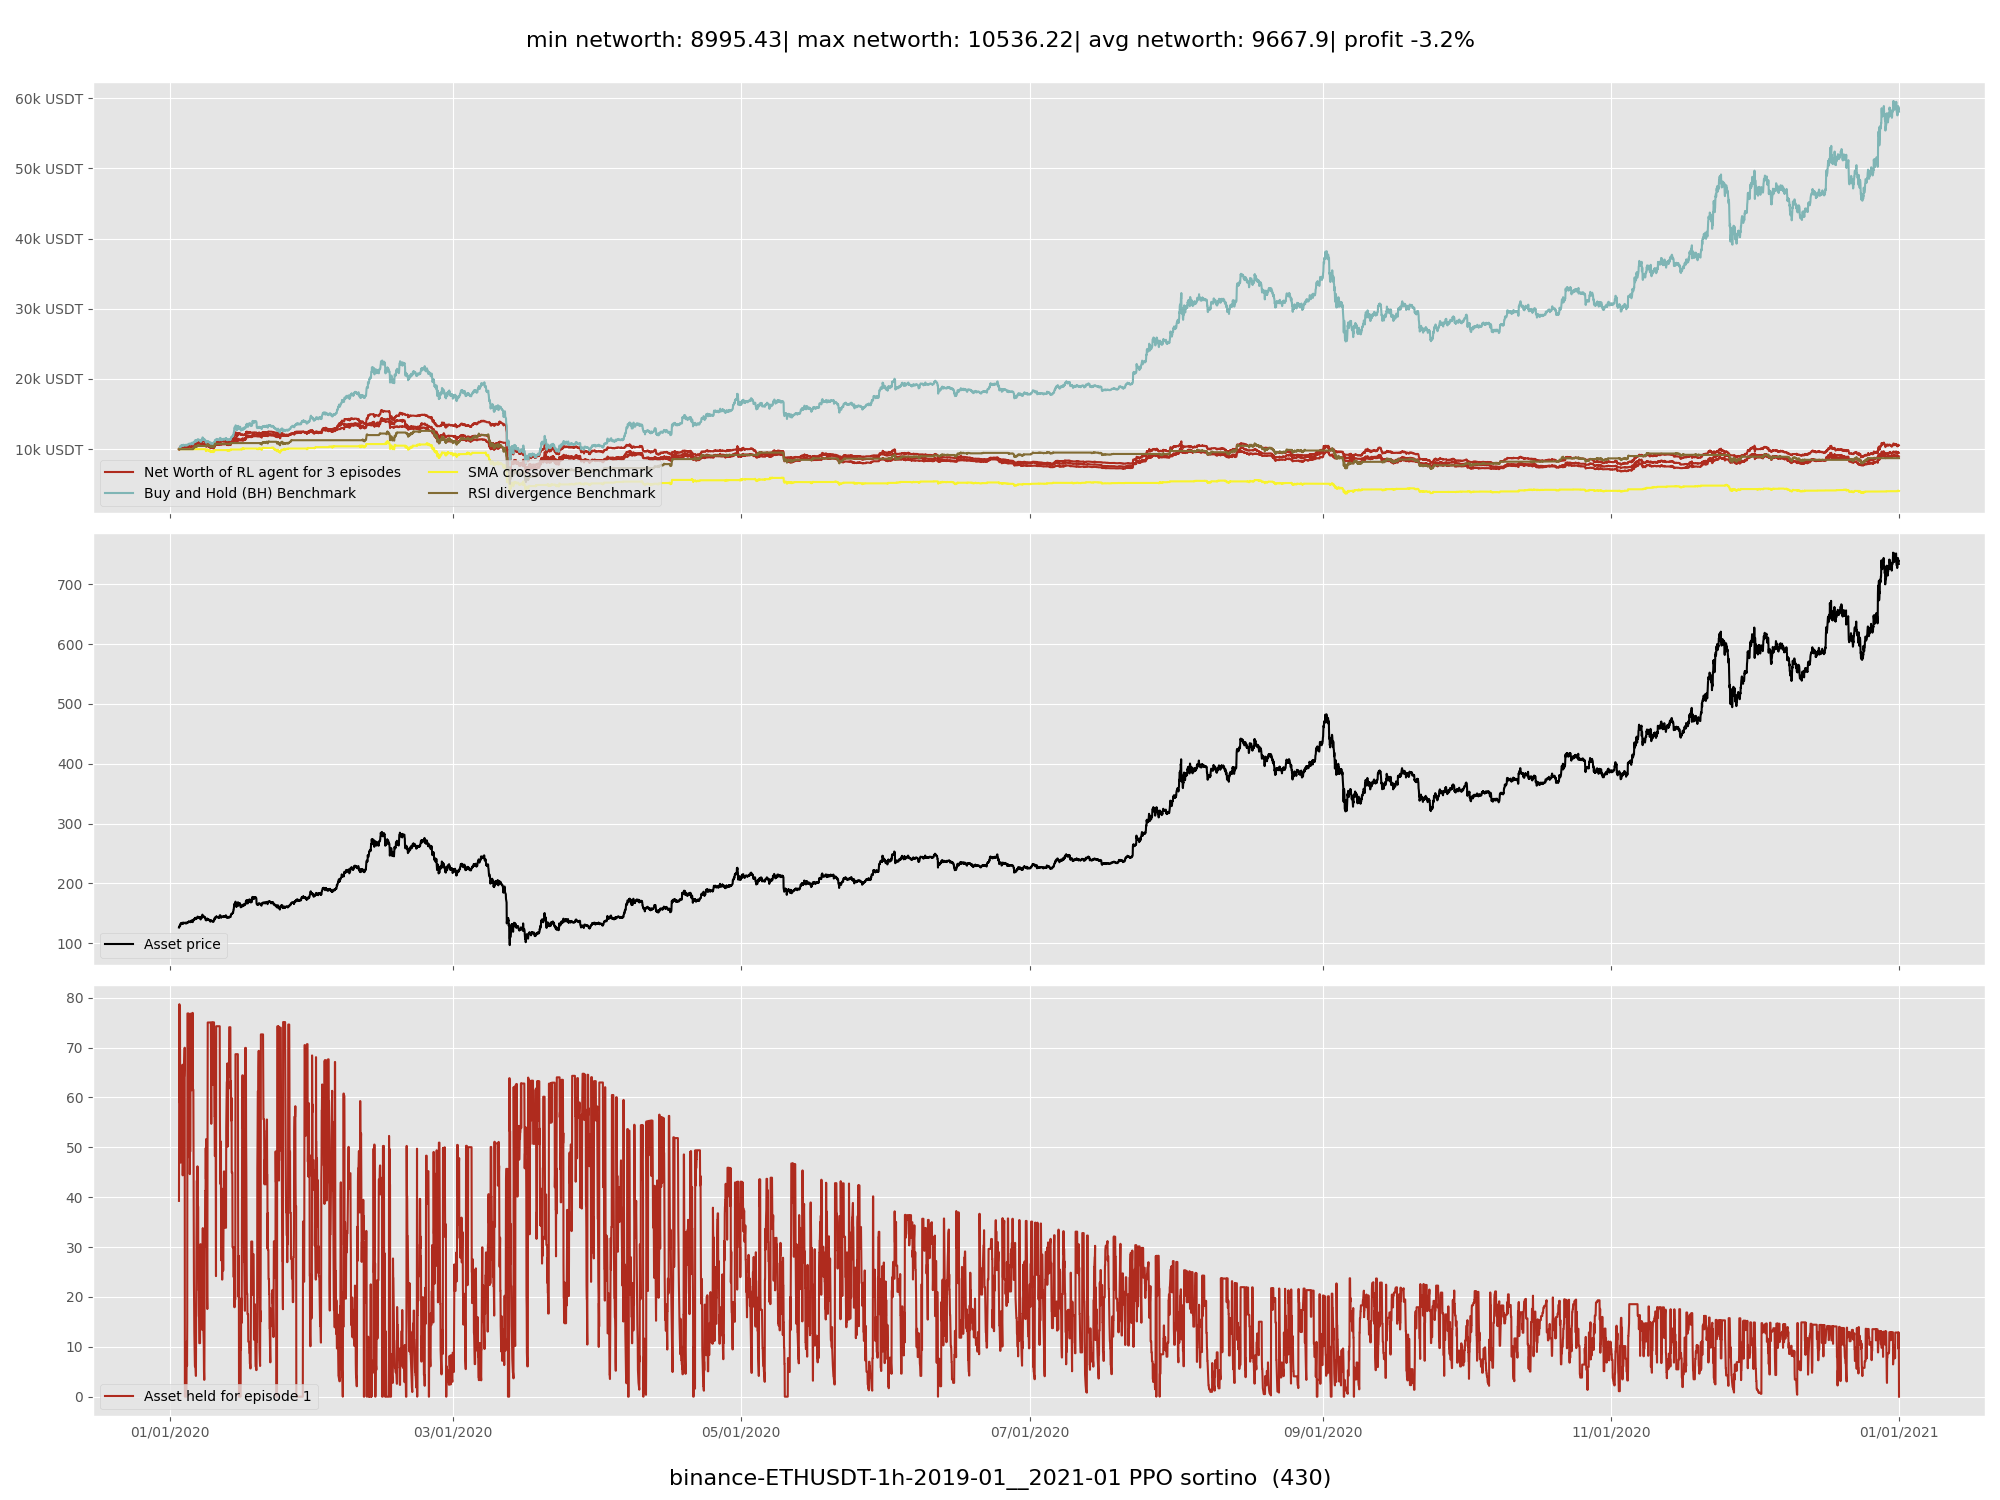 min networth: 8995.43| max networth: 10536.22| avg networth: 9667.9| profit -3.2%
60k USDT
50k USDT
40k USDT
30k USDT
20k USDT
10k USDT
Net Worth of RL agent for 3 episodes
Buy and Hold (BH) Benchmark
SMA crossover Benchmark
RSI divergence Benchmark
700
600
500
400
300
200
100
Asset price
80
70
60
50
40
30
20
10
0
Asset held for episode 1
01/01/2020 03/01/2020 05/01/2020 07/01/2020 09/01/2020 11/01/2020 01/01/2021
binance-ETHUSDT-1h-2019-01__2021-01 PPO sortino (430)